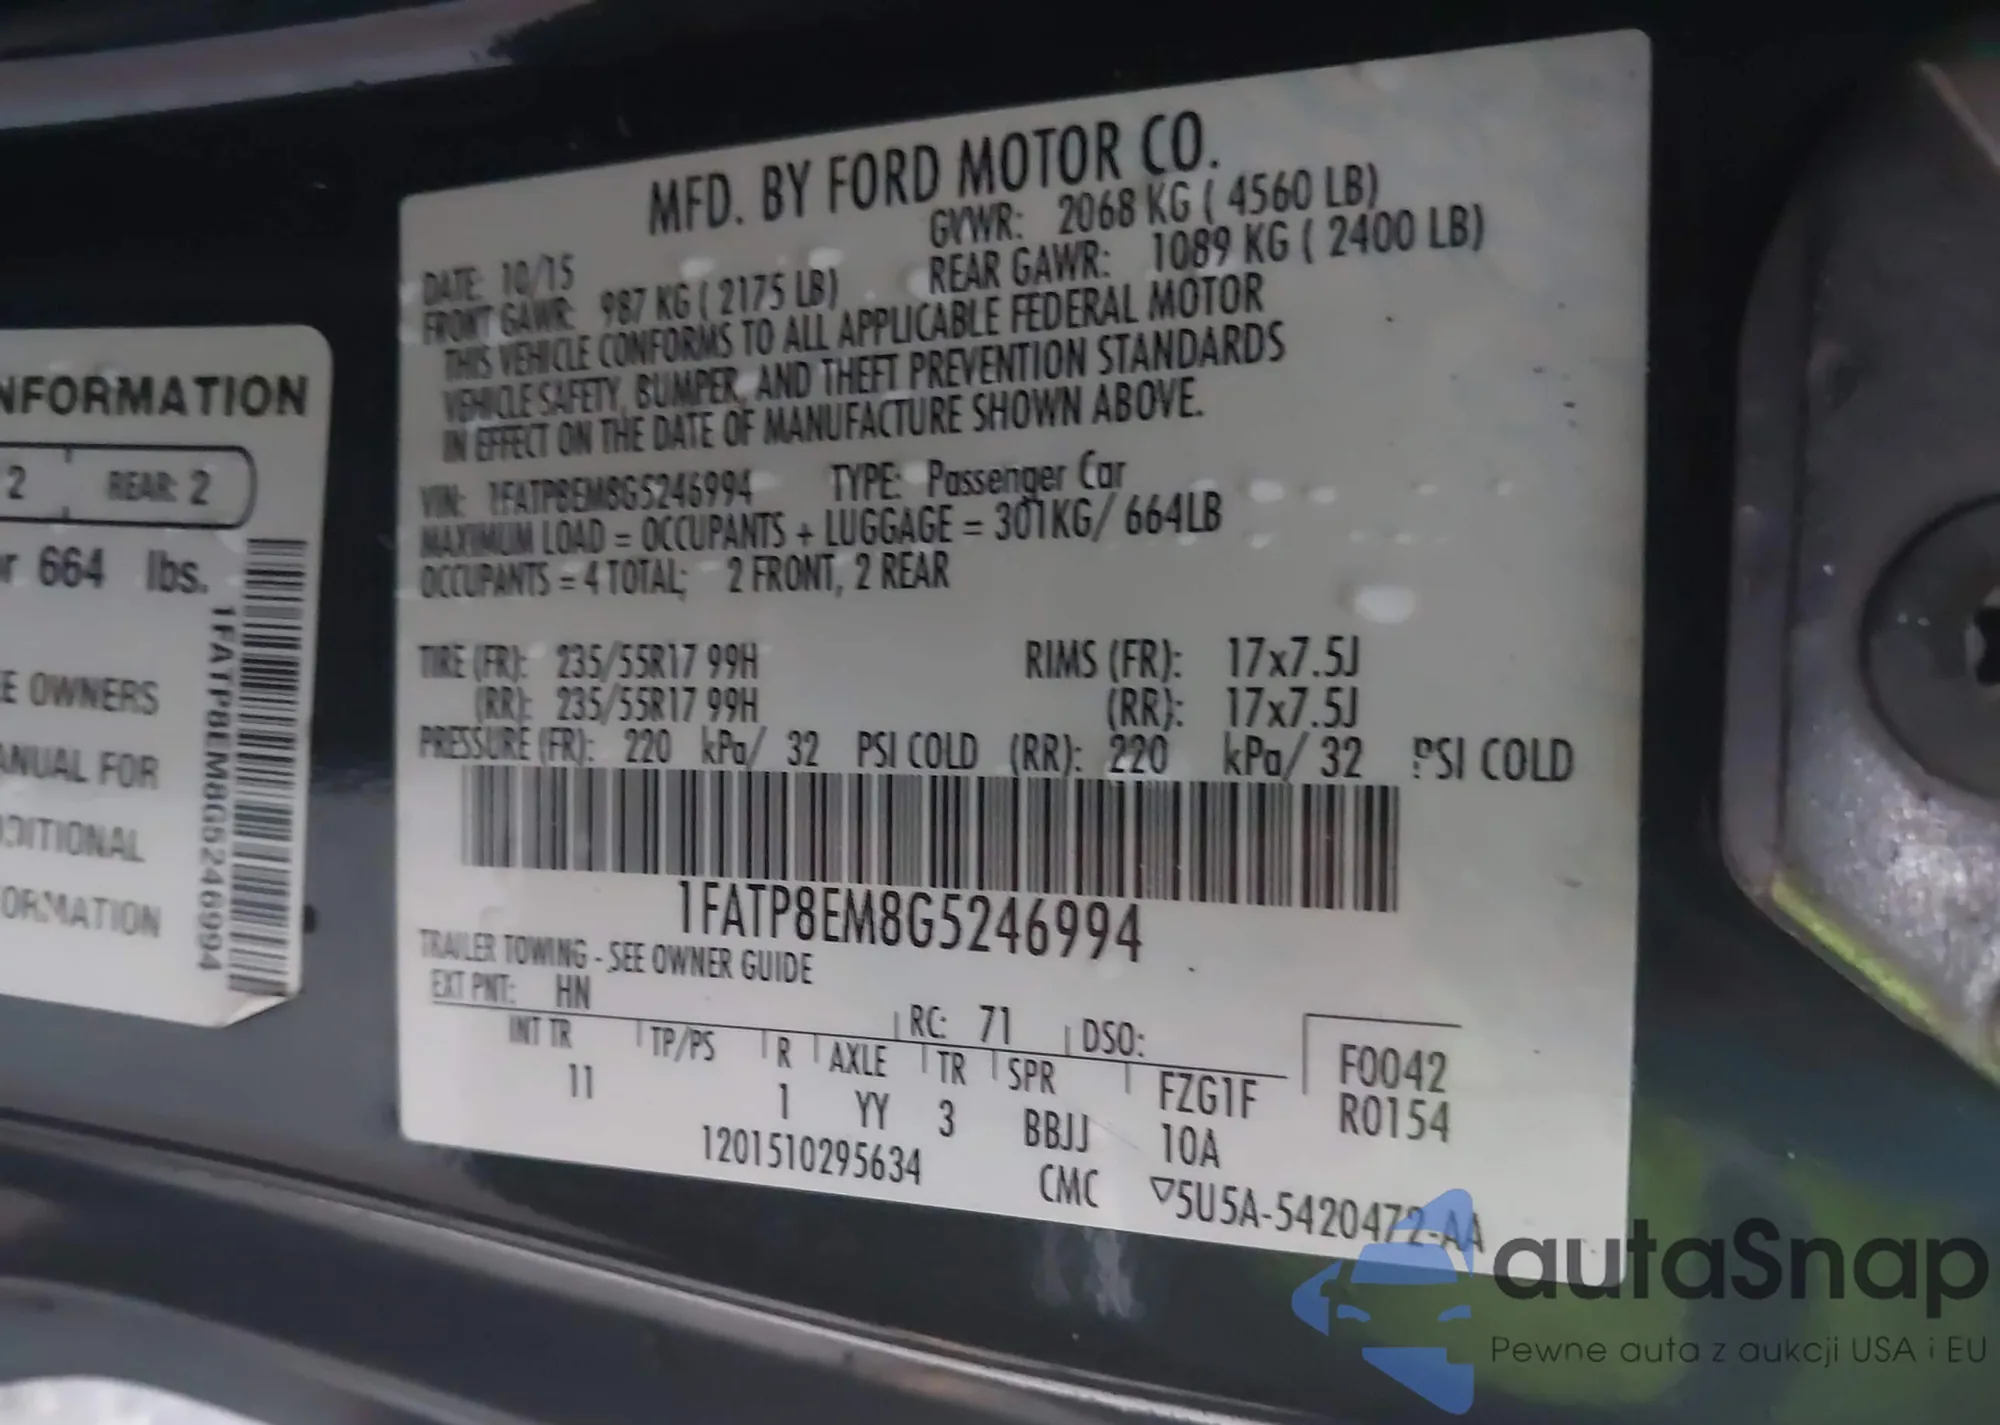 MFD. BY FORD MOTOR CO.
DATE: 10/15
GVWR: 2068 KG ( 4560 LB)
FRONT GAWR: 987 KG ( 2175 LB)
REAR GAWR: 1089 KG ( 2400 LB)
THIS VEHICLE CONFORMS TO ALL APPLICABLE FEDERAL MOTOR
VEHICLE SAFETY, BUMPER, AND THEFT PREVENTION STANDARDS
IN EFFECT ON THE DATE OF MANUFACTURE SHOWN ABOVE.
VIN: 1FATP8EM8G5246994 TYPE: Passenger Car
MAXIMUM LOAD = OCCUPANTS + LUGGAGE = 301KG/ 664LB
OCCUPANTS = 4 TOTAL; 2 FRONT, 2 REAR
TIRE (FR): 235/55R17 99H RIMS (FR): 17x7.5J
(RR): 235/55R17 99H (RR): 17x7.5J
PRESSURE (FR): 220 kPa/ 32 PSI COLD (RR): 220 kPa/ 32 PSI COLD
1FATP8EM8G5246994
TRAILER TOWING - SEE OWNER GUIDE
EXT PNT: HN RC: 71 DSO:
INT TR TP/PS R AXLE TR SPR FZG1F F0042
11 1 YY 3 BBJJ 10A R0154
1201510295634 CMC ▽5U5A-5420472-AA
NFORMATION
2 REAR: 2
r 664 lbs.
E OWNERS
ANUAL FOR
DITIONAL
ORMATION
1FATP8EM8G5246994
autaSnap
Pewne auta z aukcji USA i EU